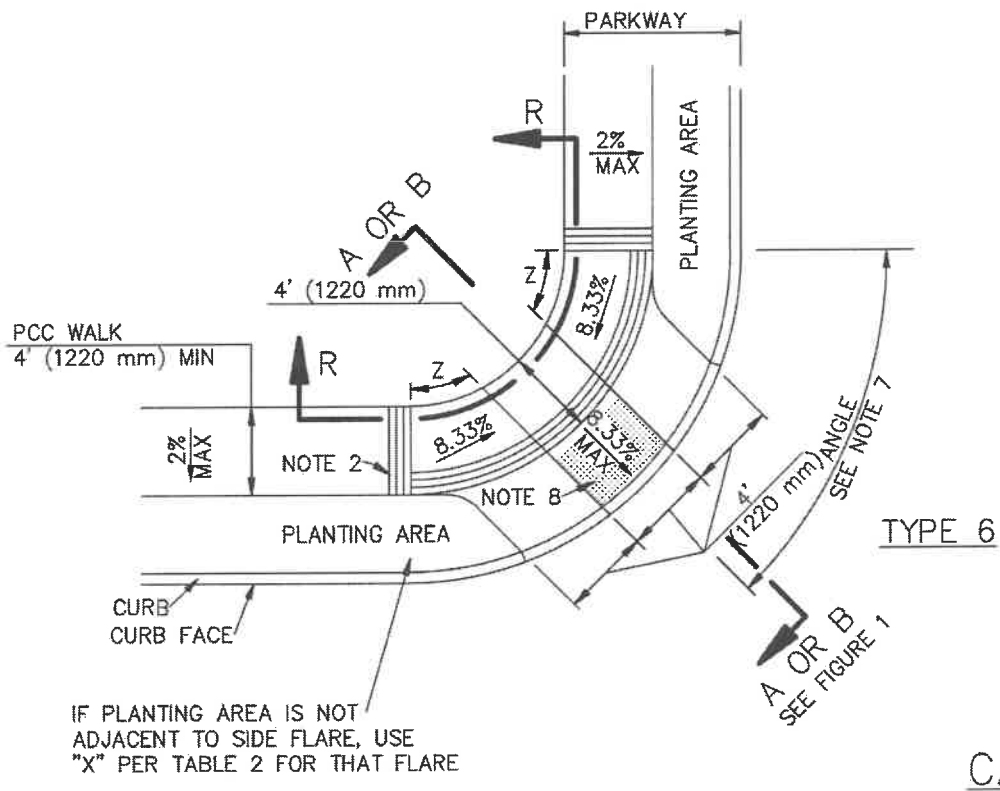 PARKWAY
R
2%
MAX
PLANTING AREA
A OR B
4' (1220 mm)
Z
8.33%
PCC WALK
4' (1220 mm) MIN
R
Z
2%
MAX
NOTE 2
8.33%
8.33%
MAX
NOTE 8
4'
(1220 mm)
ANGLE
SEE NOTE 7
PLANTING AREA
TYPE 6
CURB
CURB FACE
A OR B
SEE FIGURE 1
IF PLANTING AREA IS NOT
ADJACENT TO SIDE FLARE, USE
"X" PER TABLE 2 FOR THAT FLARE